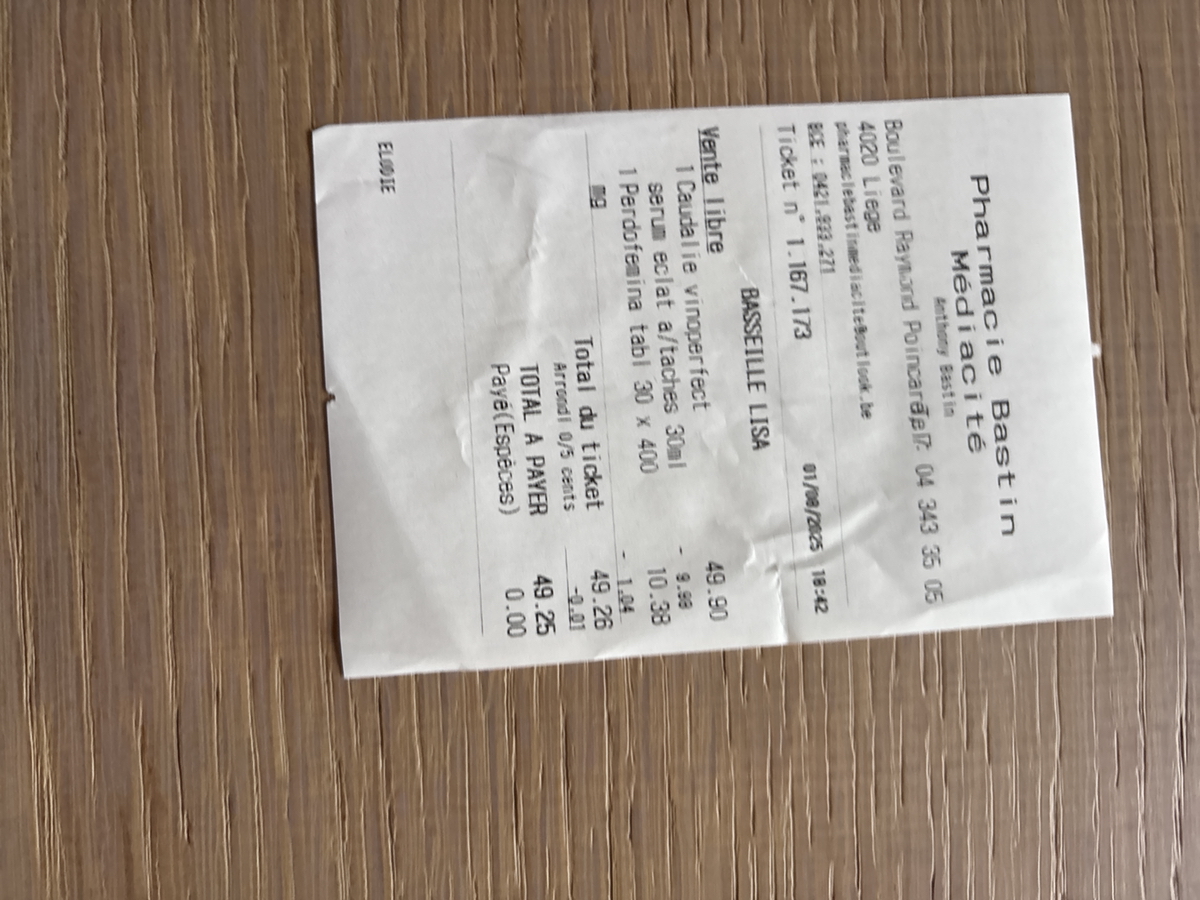 Pharmacie Bastin
Médiacité
Anthony Bastin
Boulevard Raymond Poincaré, 7: 04 343 35 05
4020 Liege
pharmaciebastinmediacite@outlook.be
BCE : 0421.933.271
Ticket n° 1.167.173 01/08/2025 18:42
BASSEILLE LISA
Vente libre
1 Caudalie vinoperfect 49.90
serum eclat a/taches 30ml - 9.98
1 Perdofemina tabl 30 x 400 10.38
mg - 1.04
Total du ticket 49.26
Arrondi 0/5 cents -0.01
TOTAL A PAYER 49.25
Payé(Espèces) 0.00
ELODIE